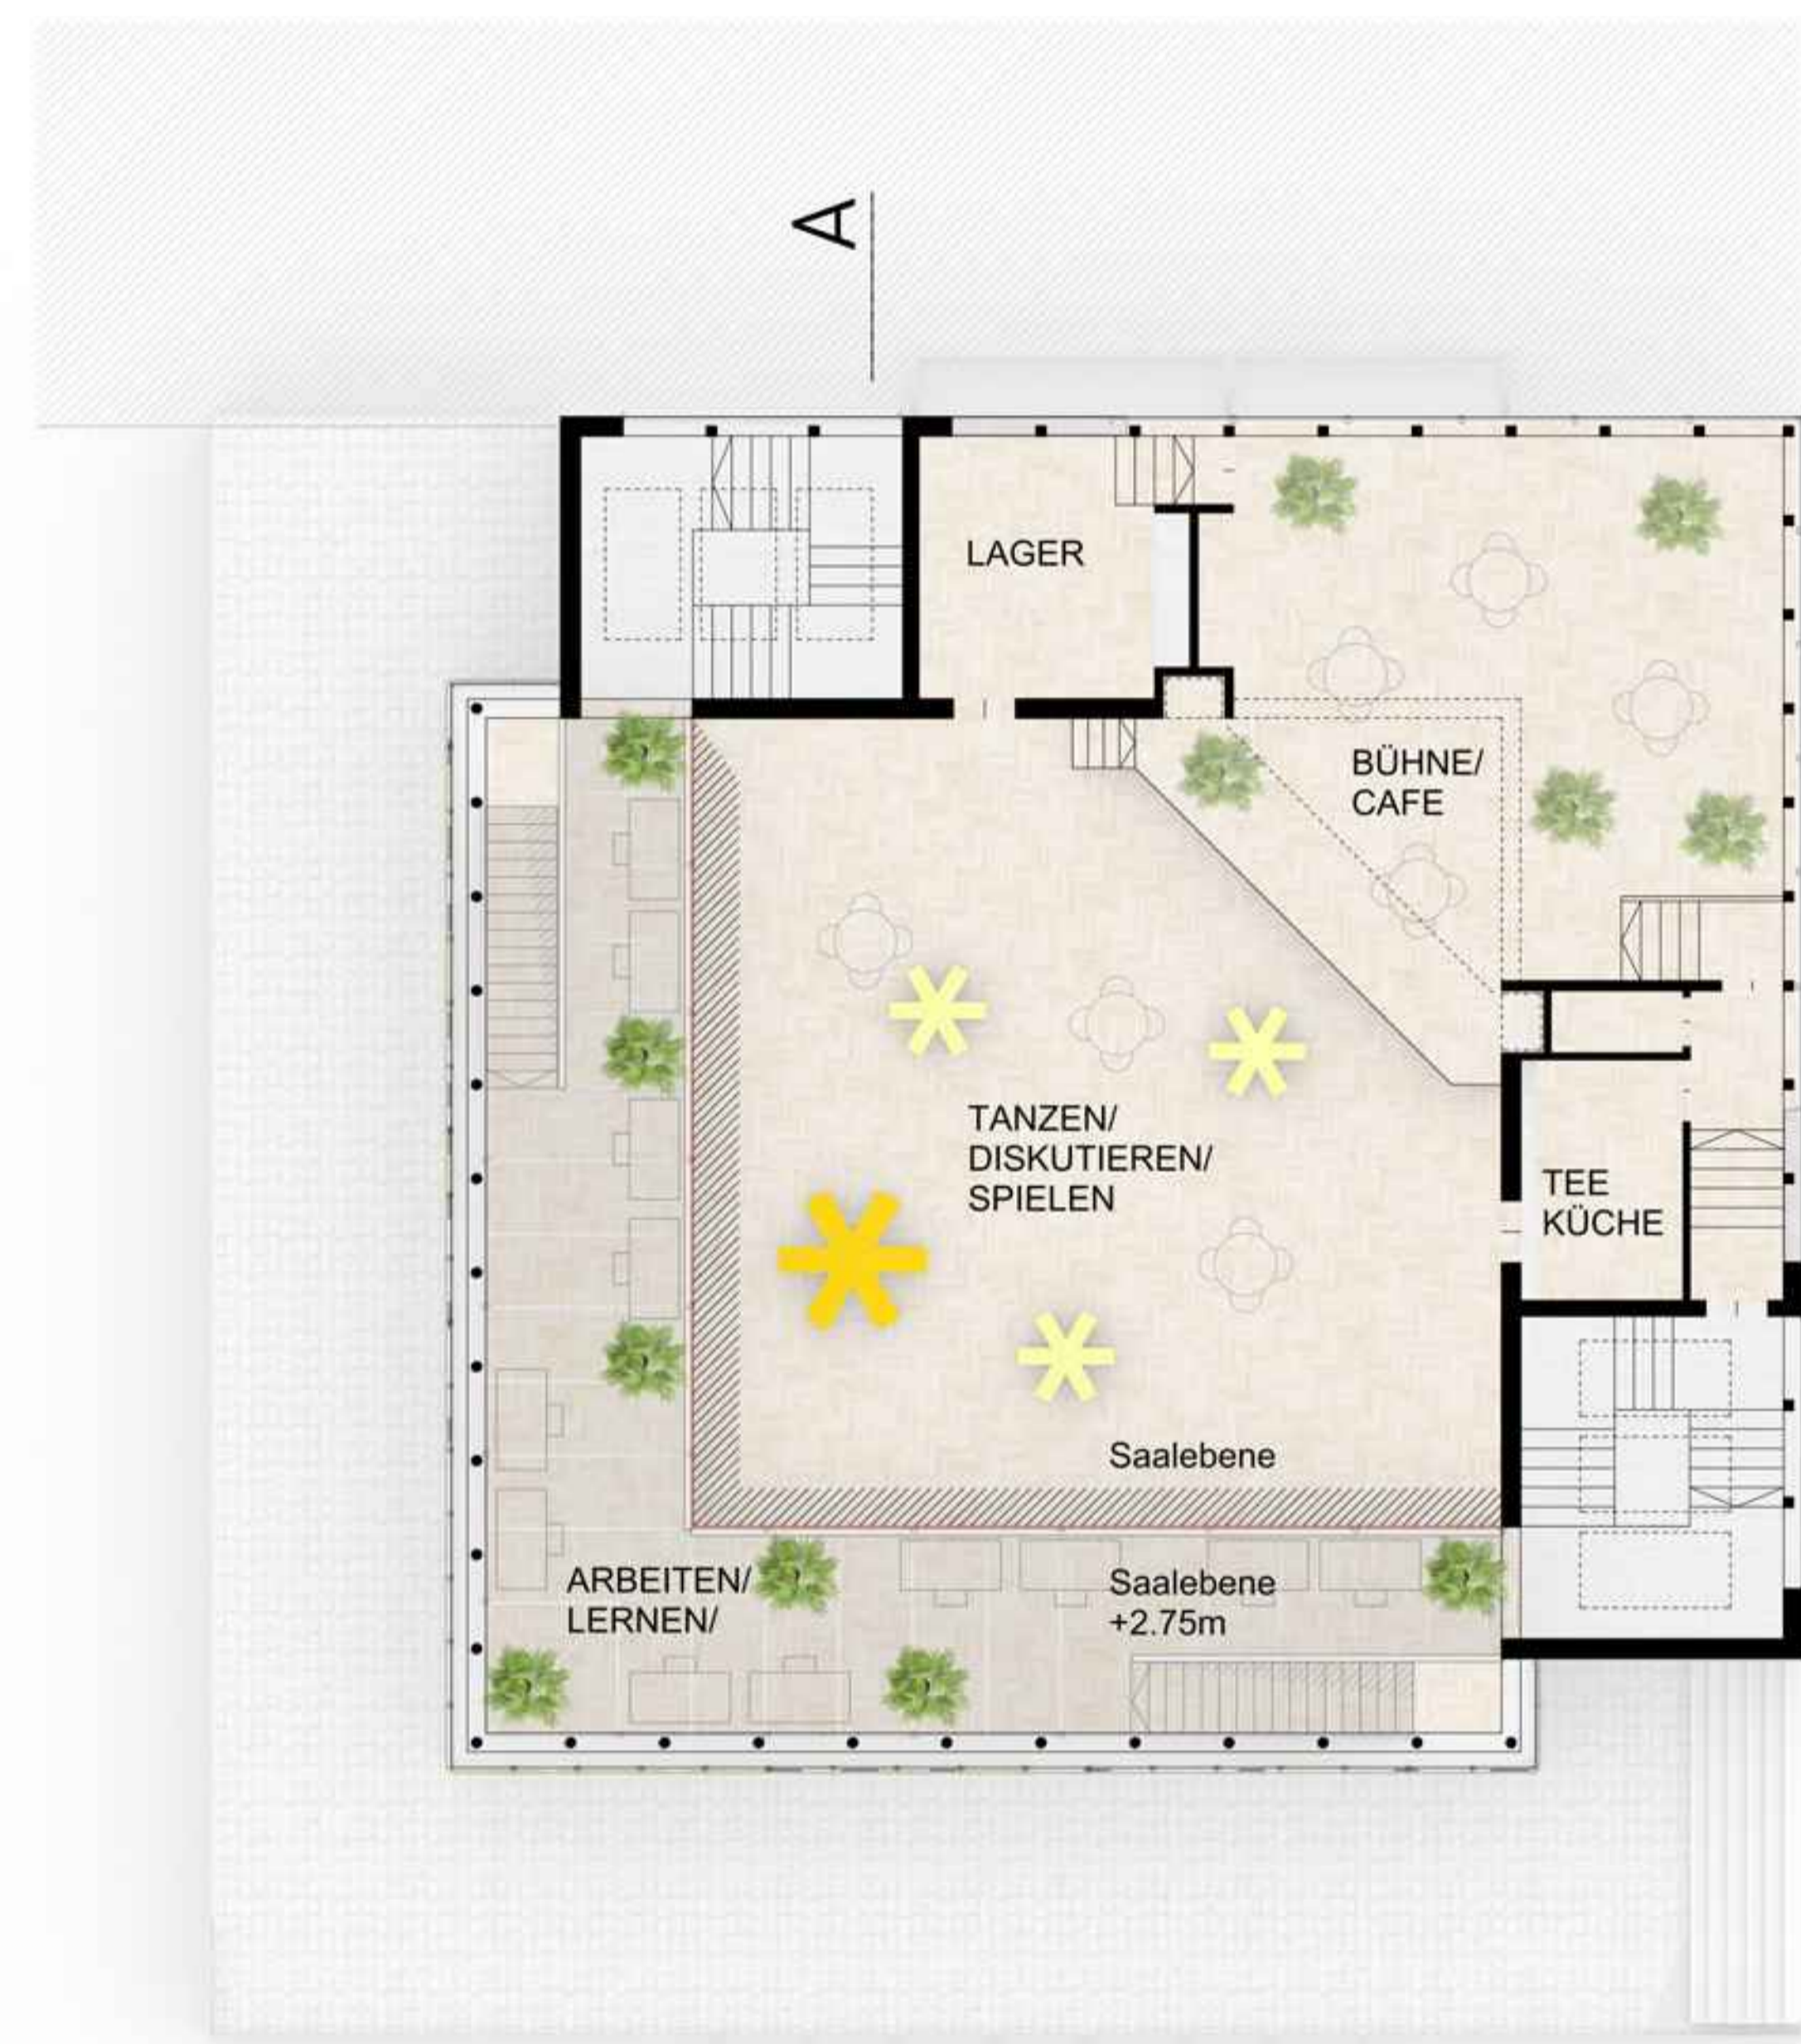 A
LAGER
BÜHNE/
CAFE
TANZEN/
DISKUTIEREN/
SPIELEN
TEE
KÜCHE
Saalebene
ARBEITEN/
LERNEN/
Saalebene
+2.75m